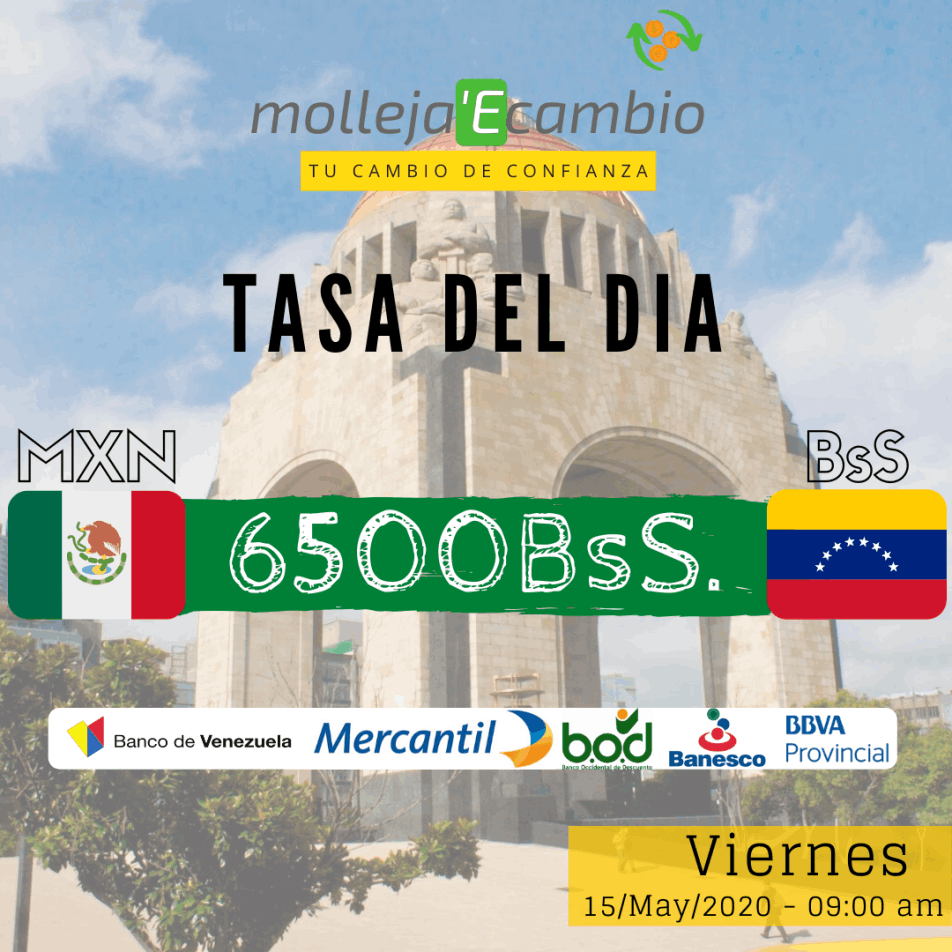 molleja'Ecambio
TU CAMBIO DE CONFIANZA
TASA DEL DIA
MXN
BsS
6500BsS.
Banco de Venezuela
Mercantil
b.o.d
Banco Occidental de Descuento
Banesco
BBVA
Provincial
Viernes
15/May/2020 - 09:00 am